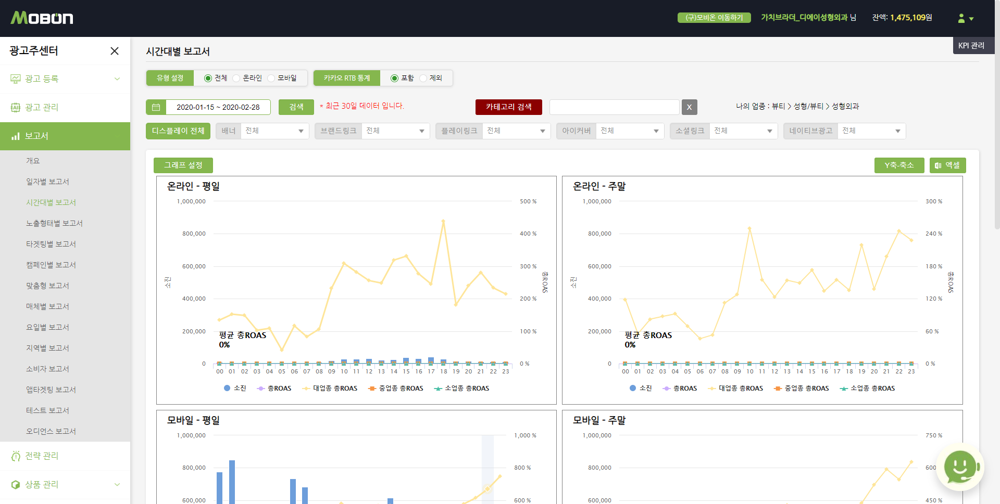 MOBON
(구)모비온 이동하기
가치브라더_디에이성형외과 님
잔액: 1,475,109원
KPI 관리
광고주센터
광고 등록
광고 관리
보고서
개요
일자별 보고서
시간대별 보고서
노출형태별 보고서
타겟팅별 보고서
캠페인별 보고서
맞춤형 보고서
매체별 보고서
요일별 보고서
지역별 보고서
소비자 보고서
앱타겟팅 보고서
테스트 보고서
오디언스 보고서
전략 관리
상품 관리
시간대별 보고서
유형 설정 전체 온라인 모바일 카카오 RTB 통계 포함 제외
2020-01-15 ~ 2020-02-28 검색 * 최근 30일 데이터 입니다. 카테고리 검색 X 나의 업종 : 뷰티 > 성형/뷰티 > 성형외과
디스플레이 전체 배너 전체 브랜드링크 전체 플레이링크 전체 아이커버 전체 소셜링크 전체 네이티브광고 전체
그래프 설정 Y축-축소 엑셀
온라인 - 평일
1,000,000 500 %
800,000 400 %
600,000 300 %
소진 총ROAS
400,000 200 %
200,000 100 %
평균 총ROAS
0%
0 0 %
00 01 02 03 04 05 06 07 08 09 10 11 12 13 14 15 16 17 18 19 20 21 22 23
소진 총ROAS 대업종 총ROAS 중업종 총ROAS 소업종 총ROAS
온라인 - 주말
1,000,000 300 %
800,000 240 %
600,000 180 %
소진 총ROAS
400,000 120 %
200,000 60 %
평균 총ROAS
0%
0 0 %
00 01 02 03 04 05 06 07 08 09 10 11 12 13 14 15 16 17 18 19 20 21 22 23
소진 총ROAS 대업종 총ROAS 중업종 총ROAS 소업종 총ROAS
모바일 - 평일
1,000,000 1,000 %
800,000 800 %
600,000 600 %
모바일 - 주말
1,000,000 750 %
800,000 600
600,000 450 %